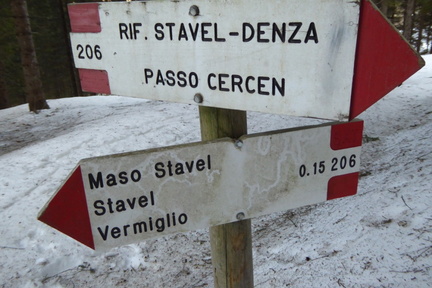 206 RIF. STAVEL-DENZA
PASSO CERCEN
Maso Stavel 0.15 206
Stavel
Vermiglio